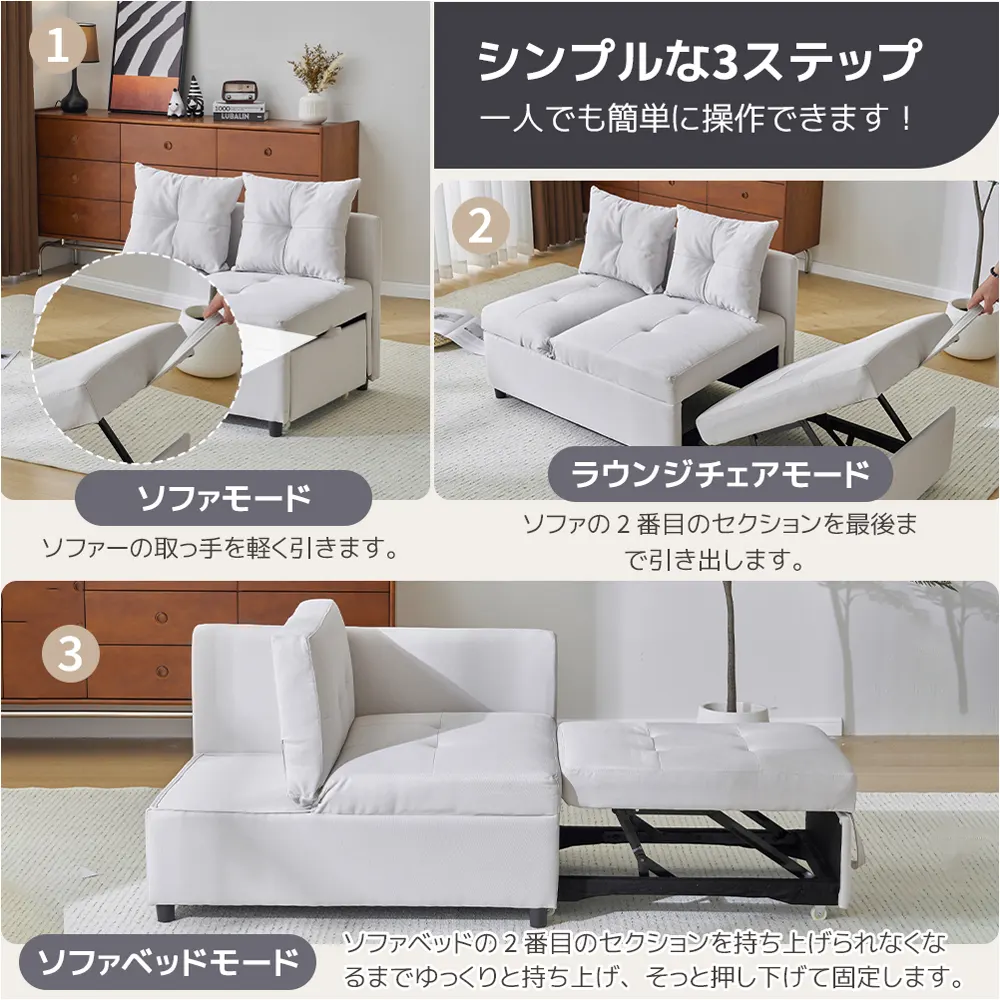 シンプルな3ステップ
一人でも簡単に操作できます！
1
1000
LUBALIN
ソファモード
ソファーの取っ手を軽く引きます。
2
ラウンジチェアモード
ソファの２番目のセクションを最後ま
で引き出します。
3
ソファベッドモード
ソファベッドの２番目のセクションを持ち上げられなくな
るまでゆっくりと持ち上げ、そっと押し下げて固定します。